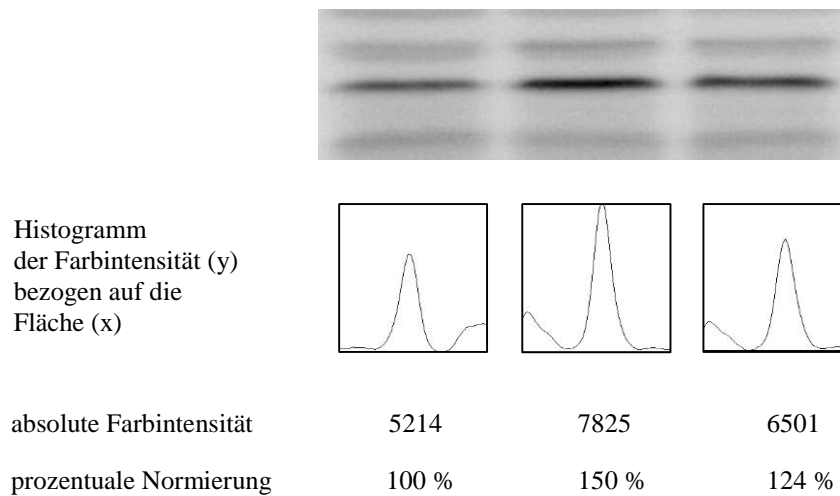 Histogramm
der Farbintensität (y)
bezogen auf die
Fläche (x)
absolute Farbintensität 5214 7825 6501
prozentuale Normierung 100 % 150 % 124 %